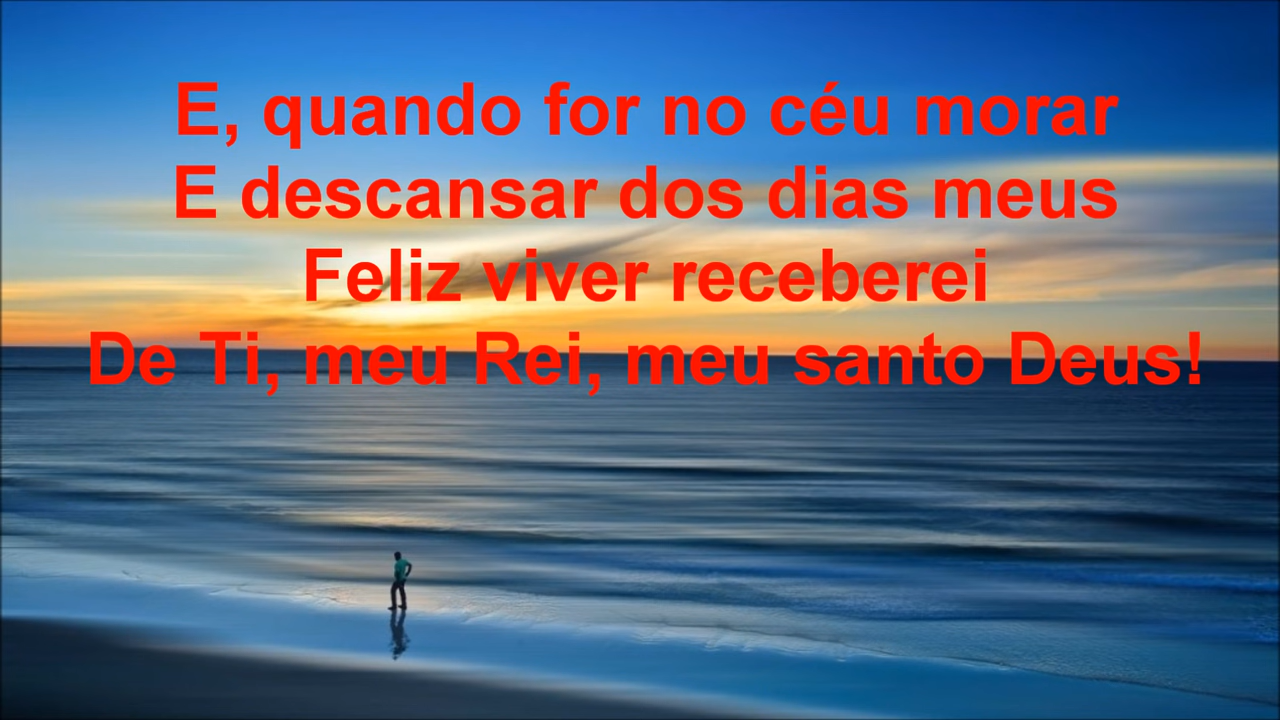 E, quando for no céu morar
E descansar dos dias meus
Feliz viver receberei
De Ti, meu Rei, meu santo Deus!